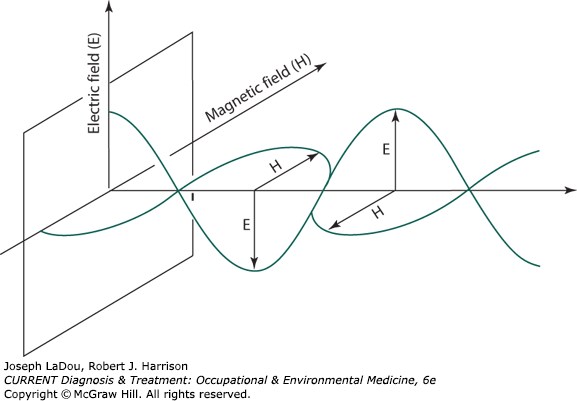 Electric field (E)
Magnetic field (H)
H
E
E
H
Joseph LaDou, Robert J. Harrison
CURRENT Diagnosis & Treatment: Occupational & Environmental Medicine, 6e
Copyright © McGraw Hill. All rights reserved.